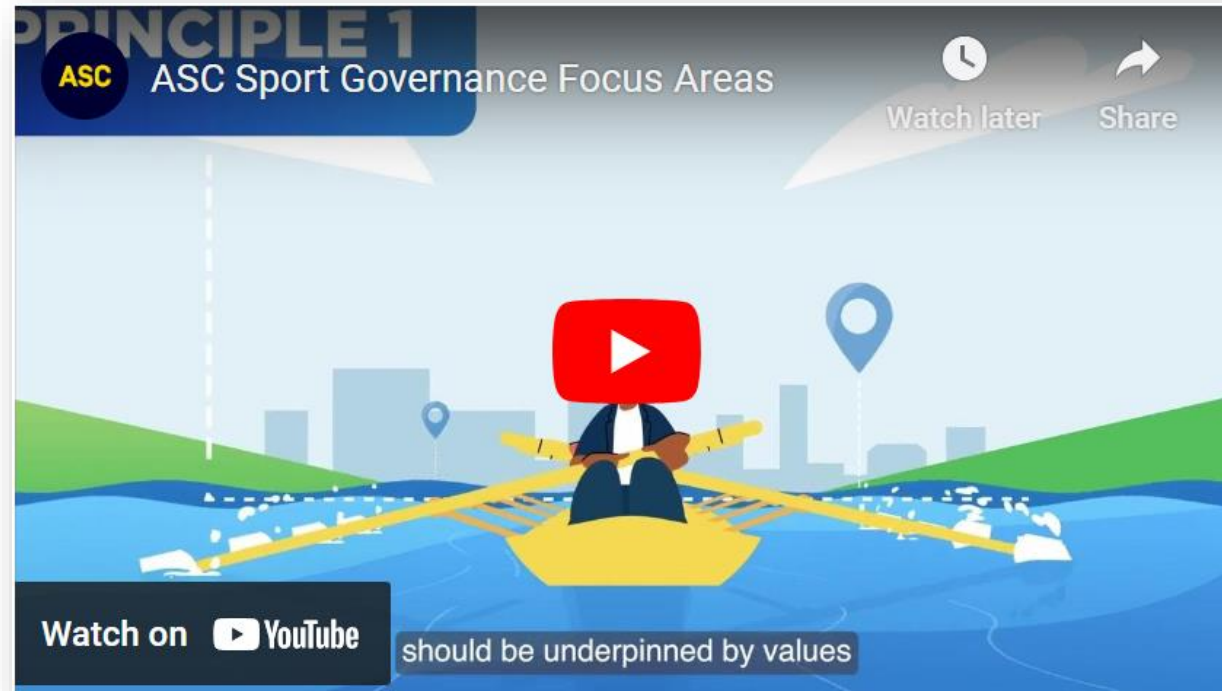 PRINCIPLE 1
ASC
ASC Sport Governance Focus Areas
Watch later
Share
Watch on YouTube
should be underpinned by values